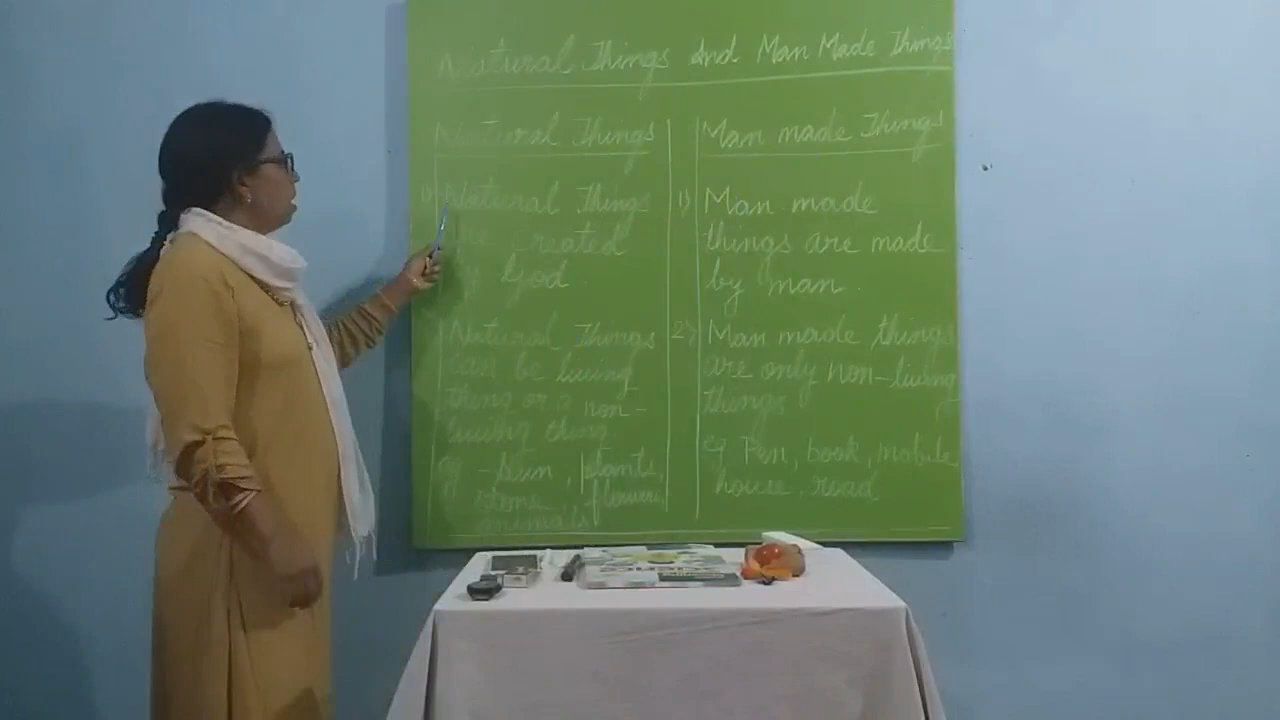 Natural Things And Man Made Things
Natural Things
1) Natural Things
are Created
by God.
Natural Things
can be living
thing or a non-
living thing
eg - Sun, plants,
stone flowers,
animals
Man made Things
1) Man made
things are made
by man.
2) Man made things
are only non-living
things.
eg Pen, book, mobile,
house, road